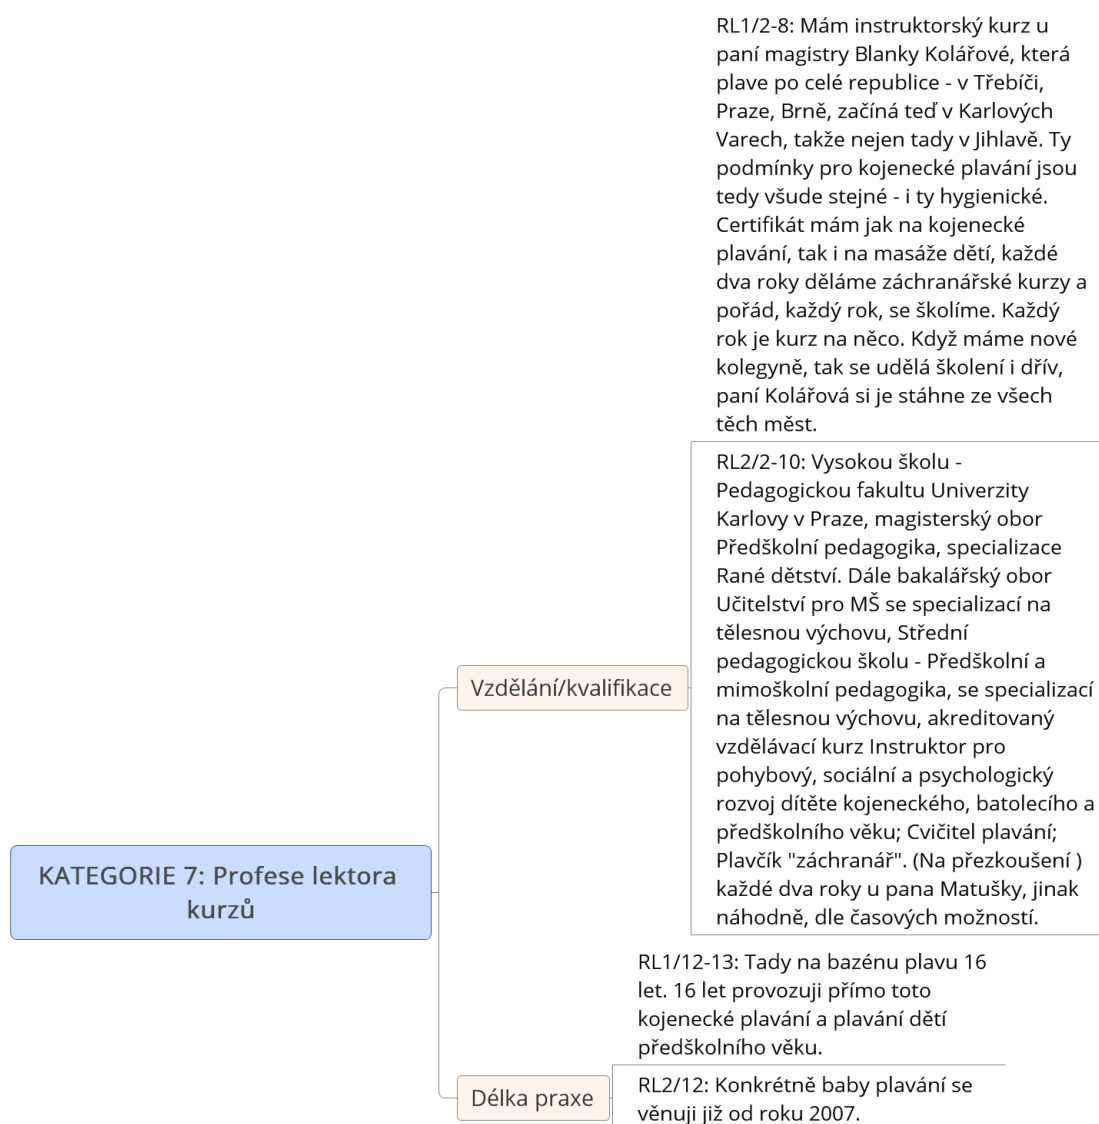 RL1/2-8: Mám instruktorský kurz u
paní magistry Blanky Kolářové, která
plave po celé republice - v Třebíči,
Praze, Brně, začíná teď v Karlových
Varech, takže nejen tady v Jihlavě. Ty
podmínky pro kojenecké plavání jsou
tedy všude stejné - i ty hygienické.
Certifikát mám jak na kojenecké
plavání, tak i na masáže dětí, každé
dva roky děláme záchranářské kurzy a
pořád, každý rok, se školíme. Každý
rok je kurz na něco. Když máme nové
kolegyně, tak se udělá školení i dřív,
paní Kolářová si je stáhne ze všech
těch měst.
RL2/2-10: Vysokou školu -
Pedagogickou fakultu Univerzity
Karlovy v Praze, magisterský obor
Předškolní pedagogika, specializace
Rané dětství. Dále bakalářský obor
Učitelství pro MŠ se specializací na
tělesnou výchovu, Střední
pedagogickou školu - Předškolní a
mimoškolní pedagogika, se specializací
na tělesnou výchovu, akreditovaný
vzdělávací kurz Instruktor pro
pohybový, sociální a psychologický
rozvoj dítěte kojeneckého, batolecího a
předškolního věku; Cvičitel plavání;
Plavčík "záchranář". (Na přezkoušení )
každé dva roky u pana Matušky, jinak
náhodně, dle časových možností.
Vzdělání/kvalifikace
KATEGORIE 7: Profese lektora
kurzů
RL1/12-13: Tady na bazénu plavu 16
let. 16 let provozuji přímo toto
kojenecké plavání a plavání dětí
předškolního věku.
Délka praxe
RL2/12: Konkrétně baby plavání se
věnuji již od roku 2007.